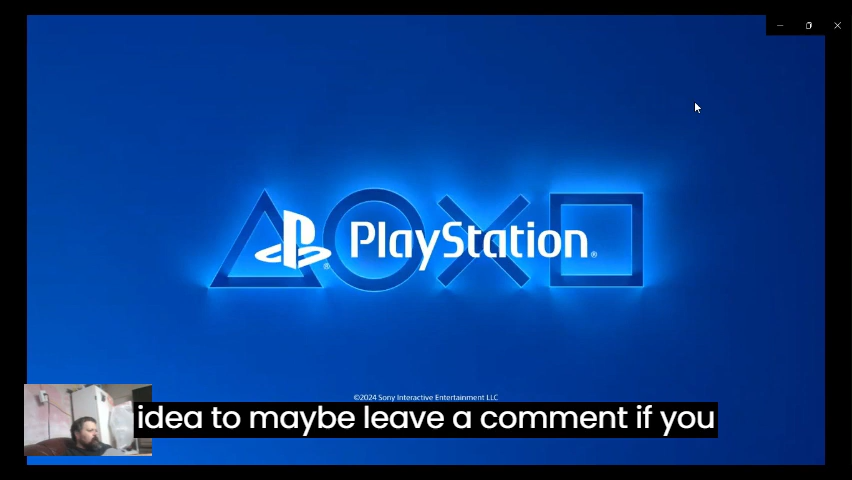 PlayStation®
©2024 Sony Interactive Entertainment LLC
idea to maybe leave a comment if you